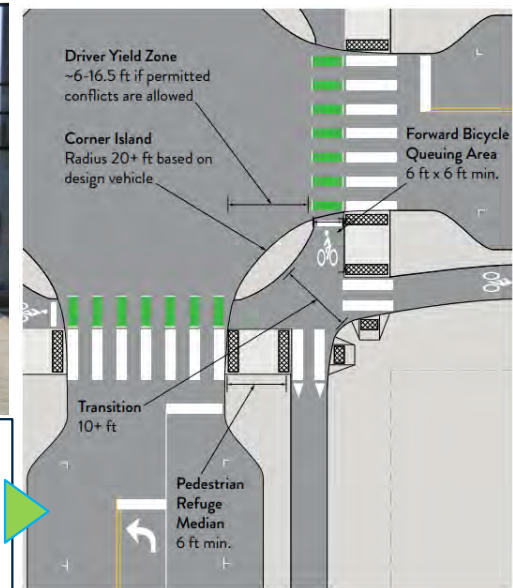 Driver Yield Zone
~6-16.5 ft if permitted
conflicts are allowed
Corner Island
Radius 20+ ft based on
design vehicle
Forward Bicycle
Queuing Area
6 ft x 6 ft min.
Transition
10+ ft
Pedestrian
Refuge
Median
6 ft min.